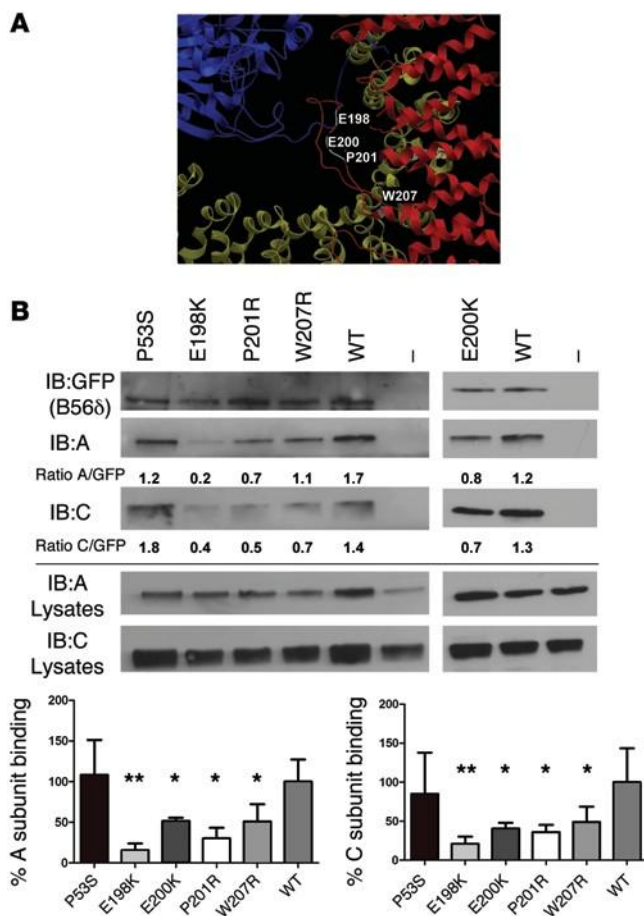 A
E198
E200
P201
W207
B
P53S
E198K
P201R
W207R
WT
–
E200K
WT
–
IB:GFP
(B56δ)
IB:A
Ratio A/GFP 1.2 0.2 0.7 1.1 1.7 0.8 1.2
IB:C
Ratio C/GFP 1.8 0.4 0.5 0.7 1.4 0.7 1.3
IB:A
Lysates
IB:C
Lysates
% A subunit binding
200
150
100
50
0
** * * *
P53S
E198K
E200K
P201R
W207R
WT
% C subunit binding
200
150
100
50
0
** * * *
P53S
E198K
E200K
P201R
W207R
WT